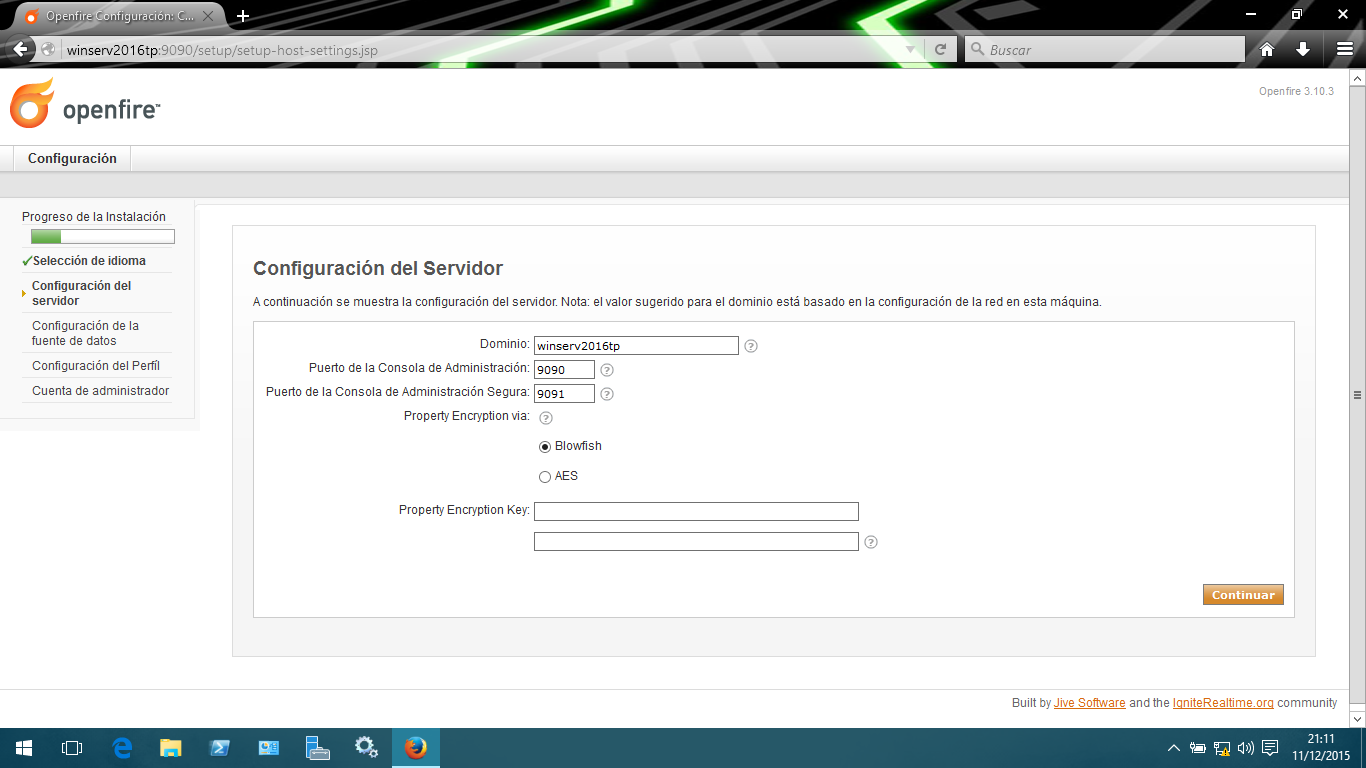 Openfire Configuración: C...
winserv2016tp:9090/setup/setup-host-settings.jsp
Buscar
openfire™
Openfire 3.10.3
Configuración
Progreso de la Instalación
Selección de idioma
Configuración del
servidor
Configuración de la
fuente de datos
Configuración del Perfíl
Cuenta de administrador
Configuración del Servidor
A continuación se muestra la configuración del servidor. Nota: el valor sugerido para el dominio está basado en la configuración de la red en esta máquina.
Dominio: winserv2016tp
Puerto de la Consola de Administración: 9090
Puerto de la Consola de Administración Segura: 9091
Property Encryption via:
Blowfish
AES
Property Encryption Key:
Continuar
Built by Jive Software and the IgniteRealtime.org community
21:11
11/12/2015